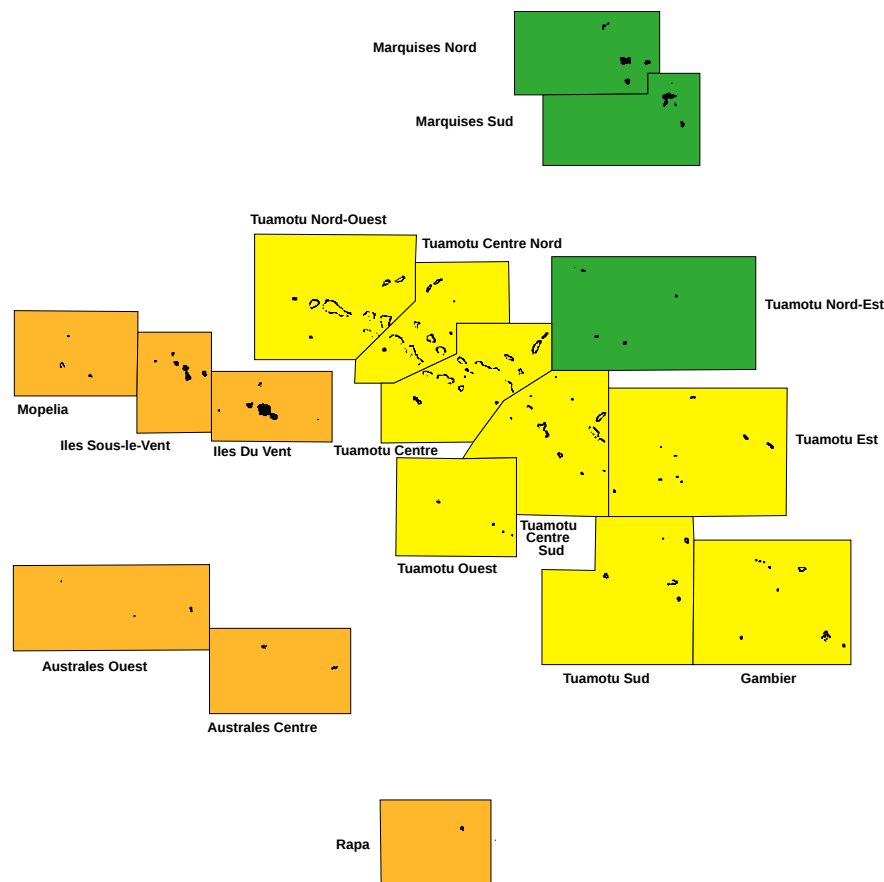 Marquises Nord
Marquises Sud
Tuamotu Nord-Ouest
Tuamotu Centre Nord
Tuamotu Nord-Est
Mopelia
Iles Sous-le-Vent
Iles Du Vent
Tuamotu Centre
Tuamotu Est
Tuamotu Ouest
Tuamotu
Centre
Sud
Australes Ouest
Australes Centre
Tuamotu Sud
Gambier
Rapa